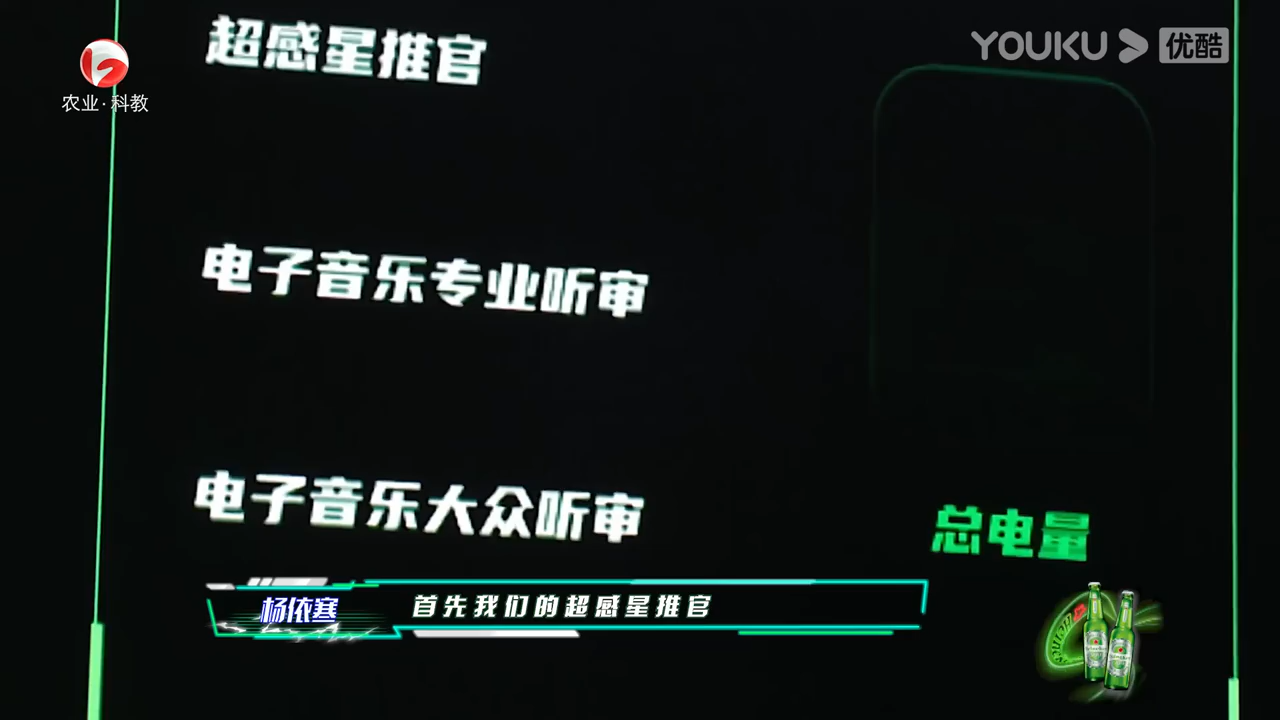 超感星推官
YOUKU 优酷
农业·科教
电子音乐专业听审
电子音乐大众听审
总电量
杨依寒
首先我们的超感星推官